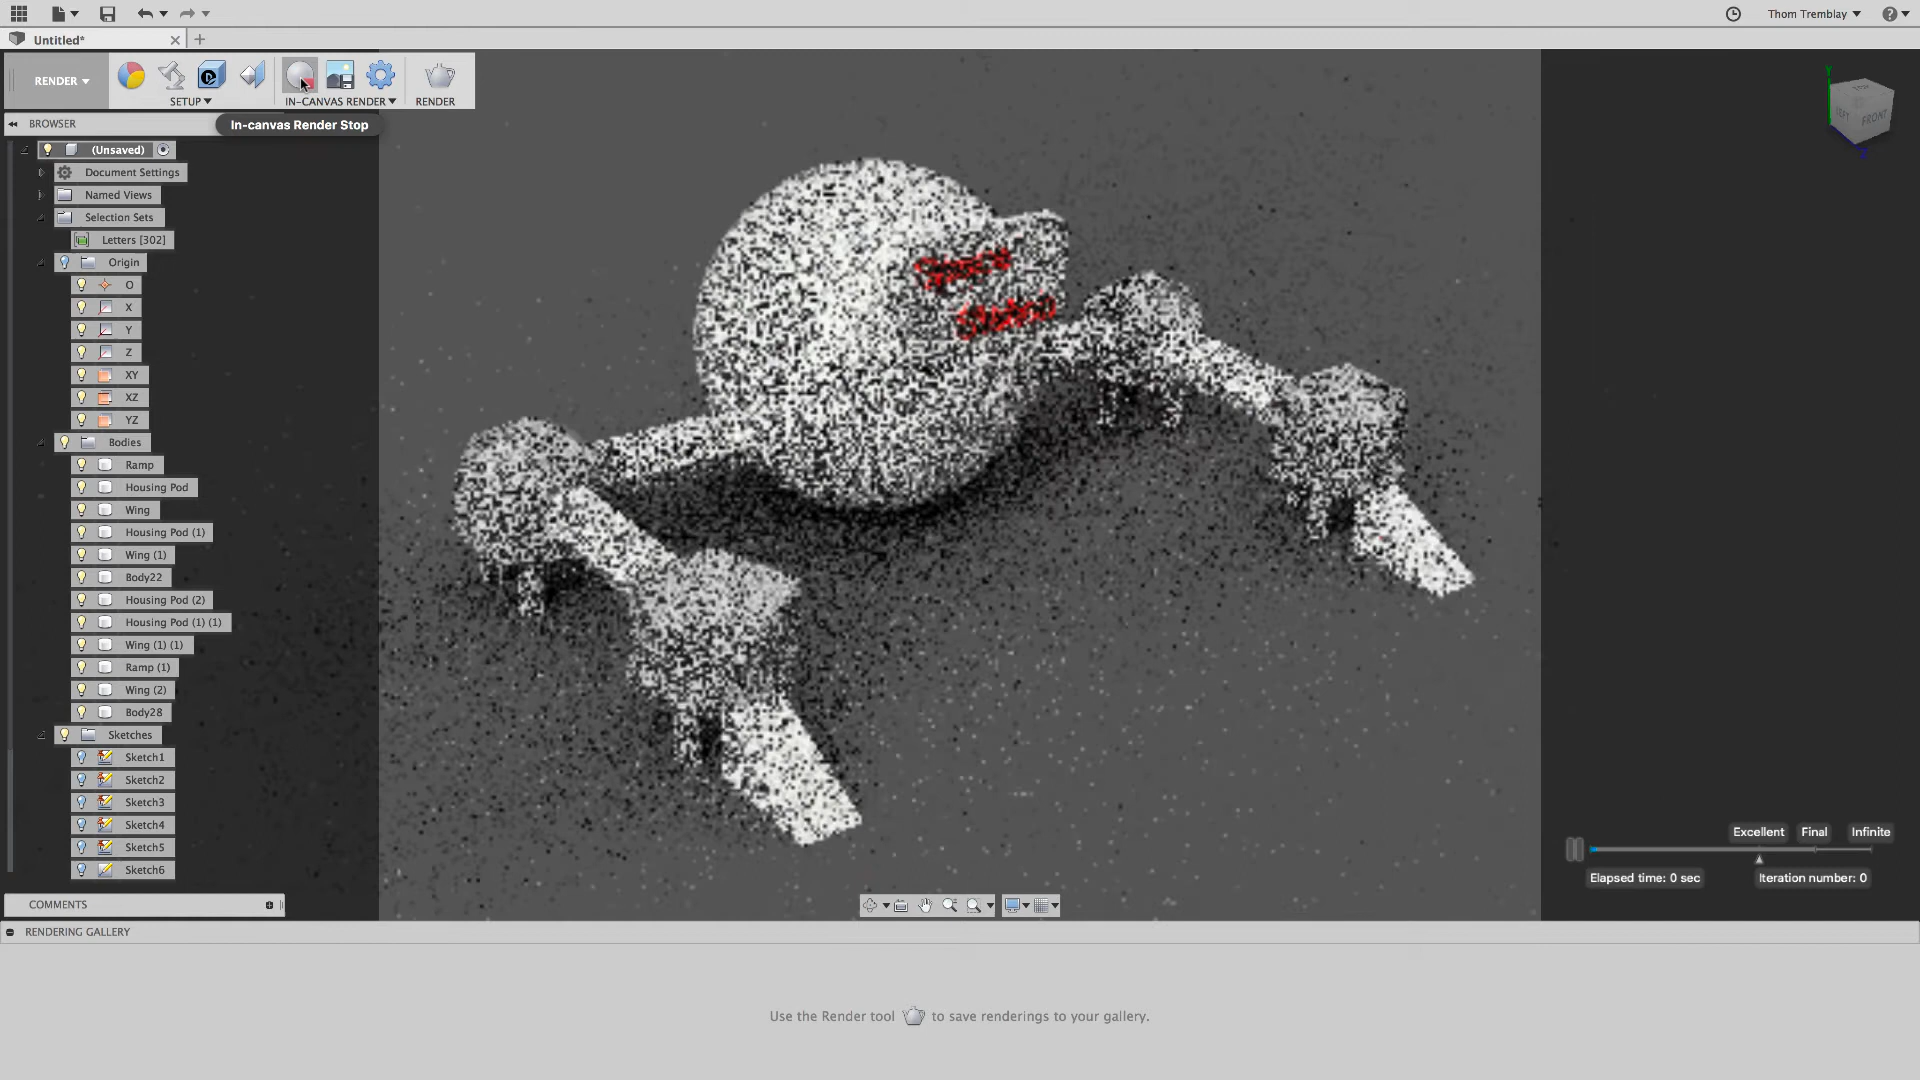 Thom Tremblay
Untitled*
RENDER
SETUP
IN-CANVAS RENDER
RENDER
BROWSER
In-canvas Render Stop
(Unsaved)
Document Settings
Named Views
Selection Sets
Letters [302]
Origin
O
X
Y
Z
XY
XZ
YZ
Bodies
Ramp
Housing Pod
Wing
Housing Pod (1)
Wing (1)
Body22
Housing Pod (2)
Housing Pod (1) (1)
Wing (1) (1)
Ramp (1)
Wing (2)
Body28
Sketches
Sketch1
Sketch2
Sketch3
Sketch4
Sketch5
Sketch6
Y
TOP
LEFT
FRONT
Z
Excellent Final Infinite
Elapsed time: 0 sec Iteration number: 0
COMMENTS
RENDERING GALLERY
Use the Render tool to save renderings to your gallery.